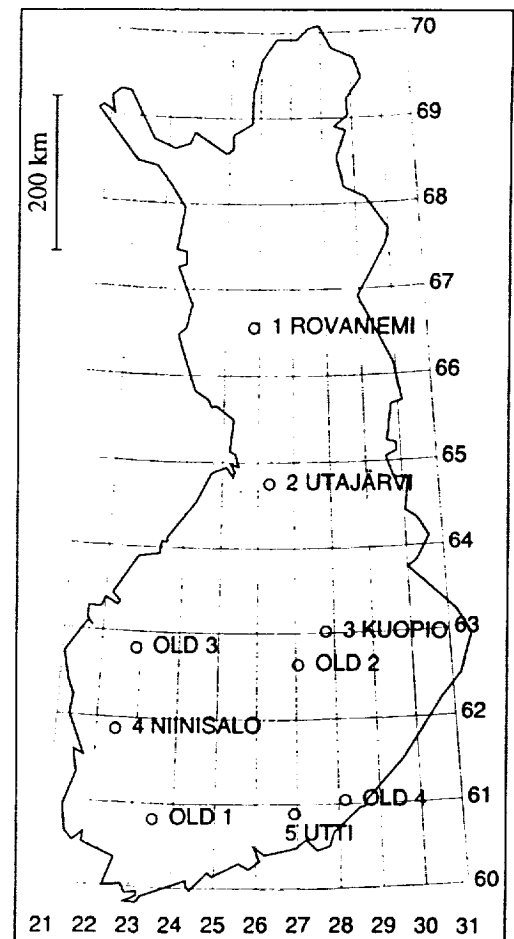 70
69
200 km
68
67
1 ROVANIEMI
66
65
2 UTAJÄRVI
64
3 KUOPIO 63
OLD 3
OLD 2
62
4 NIINISALO
OLD 4 61
OLD 1
5 UTTI
60
21 22 23 24 25 26 27 28 29 30 31